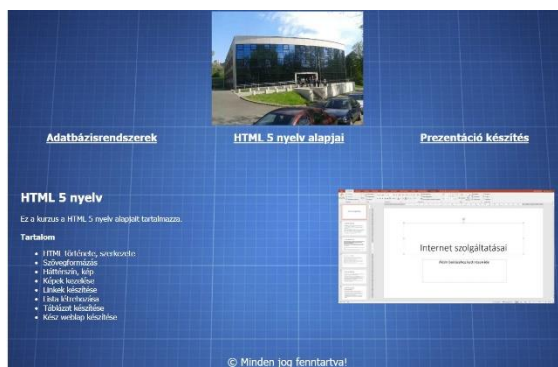 Adatbázisrendszerek
HTML 5 nyelv alapjai
Prezentáció készítés
HTML 5 nyelv
Ez a kurzus a HTML 5 nyelv alapjait tartalmazza.
Tartalom
HTML története, szerkezete
Szövegformázás
Háttérszín, kép
Képek kezelése
Linkek készítése
Lista létrehozása
Táblázat készítése
Kész weblap készítése
Internet szolgáltatásai
© Minden jog fenntartva!